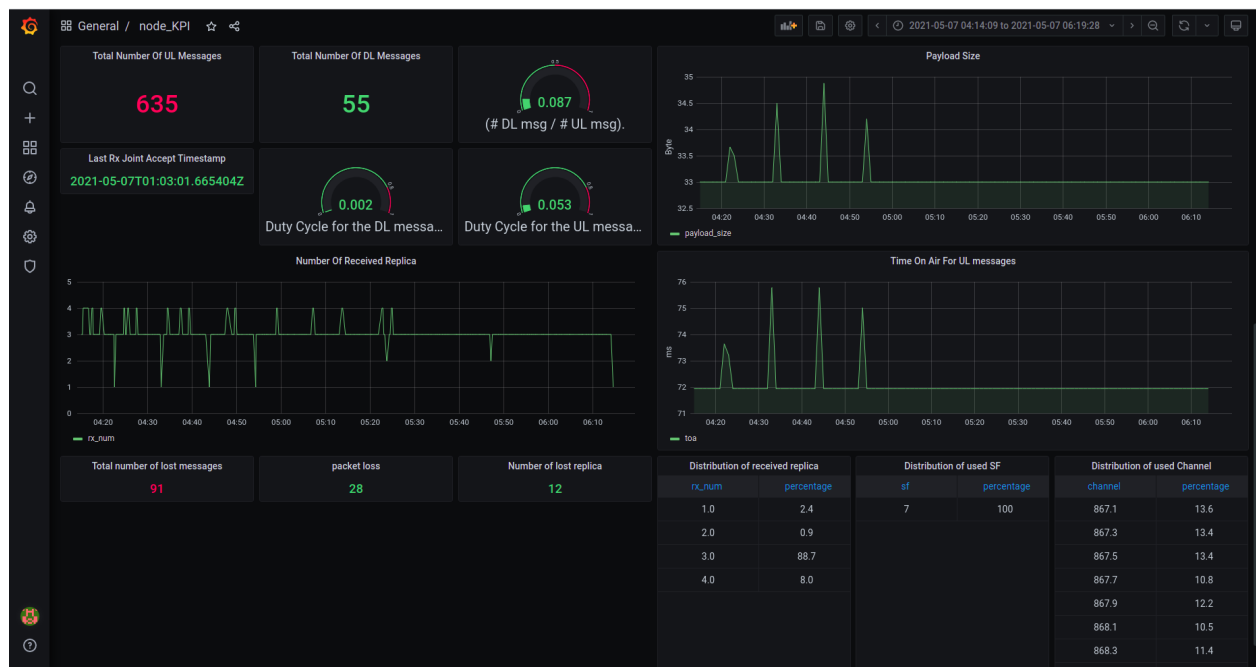 General / node_KPI
2021-05-07 04:14:09 to 2021-05-07 06:19:28
Total Number Of UL Messages
635
Total Number Of DL Messages
55
0.087
(# DL msg / # UL msg).
Last Rx Joint Accept Timestamp
2021-05-07T01:03:01.665404Z
0.002
Duty Cycle for the DL messa...
0.053
Duty Cycle for the UL messa...
Payload Size
35
34.5
34
33.5
33
32.5
Byte
04:20 04:30 04:40 04:50 05:00 05:10 05:20 05:30 05:40 05:50 06:00 06:10
payload_size
Number Of Received Replica
5
4
3
2
1
0
04:20 04:30 04:40 04:50 05:00 05:10 05:20 05:30 05:40 05:50 06:00 06:10
rx_num
Time On Air For UL messages
76
75
74
73
72
71
ms
04:20 04:30 04:40 04:50 05:00 05:10 05:20 05:30 05:40 05:50 06:00 06:10
toa
Total number of lost messages
91
packet loss
28
Number of lost replica
12
Distribution of received replica
rx_num percentage
1.0 2.4
2.0 0.9
3.0 88.7
4.0 8.0
Distribution of used SF
sf percentage
7 100
Distribution of used Channel
channel percentage
867.1 13.6
867.3 13.4
867.5 13.4
867.7 10.8
867.9 12.2
868.1 10.5
868.3 11.4